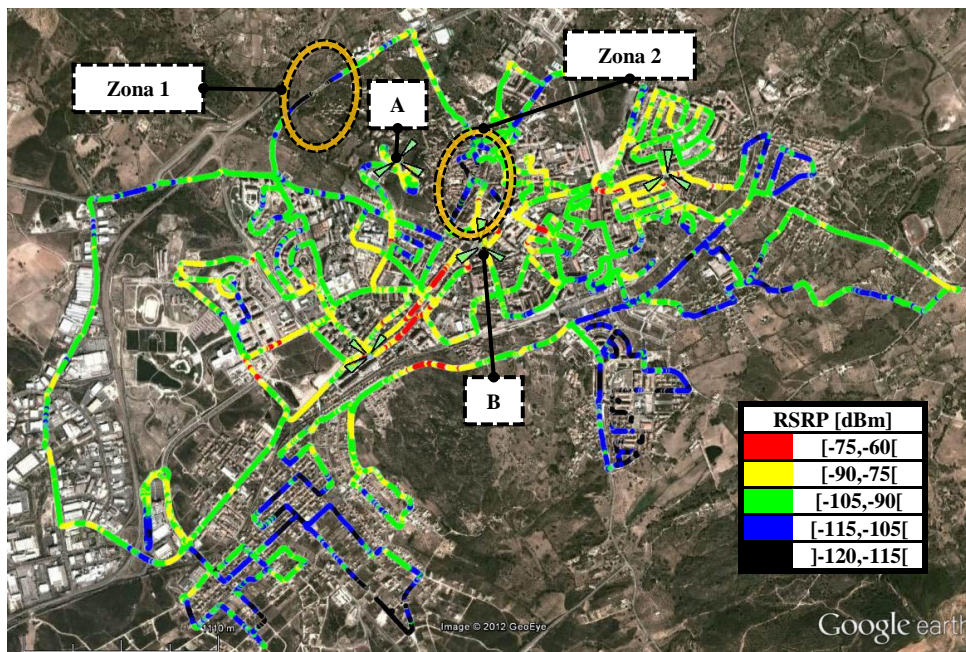 Zona 1
Zona 2
A
B
RSRP [dBm]
[-75,-60[
[-90,-75[
[-105,-90[
[-115,-105[
]-120,-115[
1110 m
Image © 2012 GeoEye
Google earth